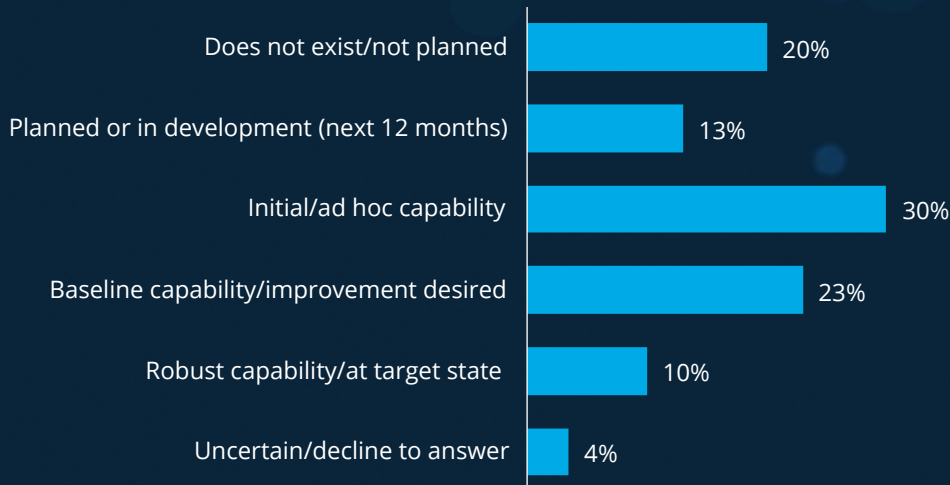 Does not exist/not planned 20%
Planned or in development (next 12 months) 13%
Initial/ad hoc capability 30%
Baseline capability/improvement desired 23%
Robust capability/at target state 10%
Uncertain/decline to answer 4%